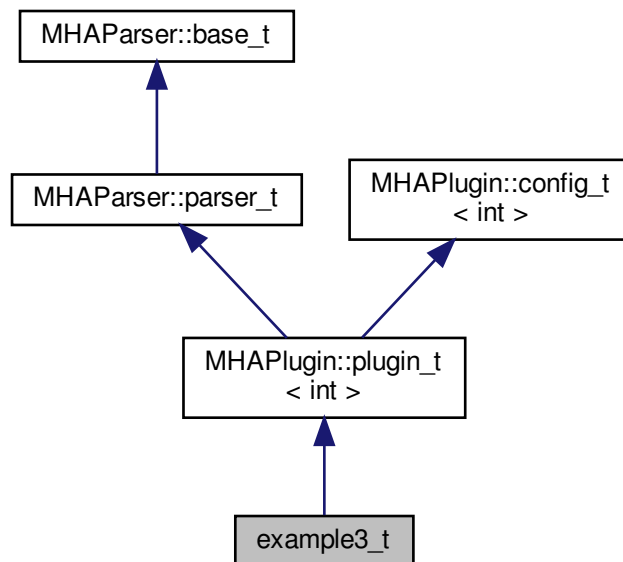 MHAParser::base_t
MHAParser::parser_t
MHAPlugin::config_t
< int >
MHAPlugin::plugin_t
< int >
example3_t